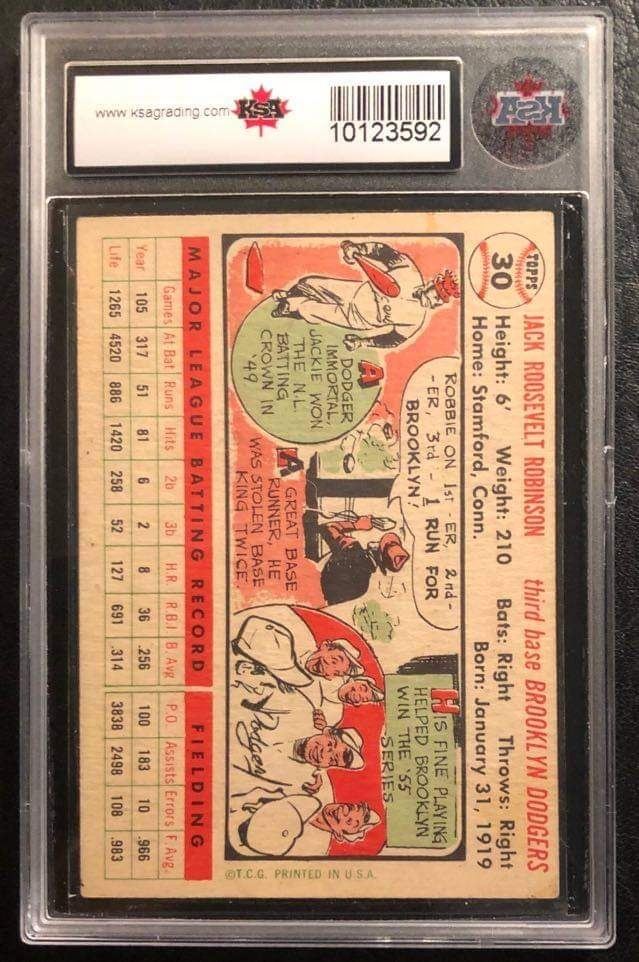 www.ksagrading.com
KSA
10123592
KSA
TOPPS
30
JACK ROOSEVELT ROBINSON third base BROOKLYN DODGERS
Height: 6' Weight: 210 Bats: Right Throws: Right
Home: Stamford, Conn. Born: January 31, 1919
ROBBIE ON 1st-ER, 2nd-
-ER, 3rd - 1 RUN FOR
BROOKLYN!
A
DODGER
IMMORTAL,
JACKIE WON
THE N.L.
BATTING
CROWN IN
'49
A GREAT BASE
RUNNER, HE
WAS STOLEN BASE
KING TWICE.
HIS FINE PLAYING
HELPED BROOKLYN
WIN THE '55
SERIES
Dodgers
©T.C.G. PRINTED IN U.S.A.
MAJOR LEAGUE BATTING RECORD FIELDING
Year Games At Bat Runs Hits 2b 3b H.R. R.B.I. B. Avg. P.O. Assists Errors F. Avg.
Year 105 317 51 81 6 2 8 36 .256 100 183 10 .966
Life 1265 4520 886 1420 258 52 127 691 .314 3838 2498 108 .983